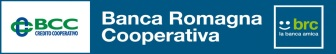 BCC
CREDITO COOPERATIVO
Banca Romagna
Cooperativa
brc
la banca amica